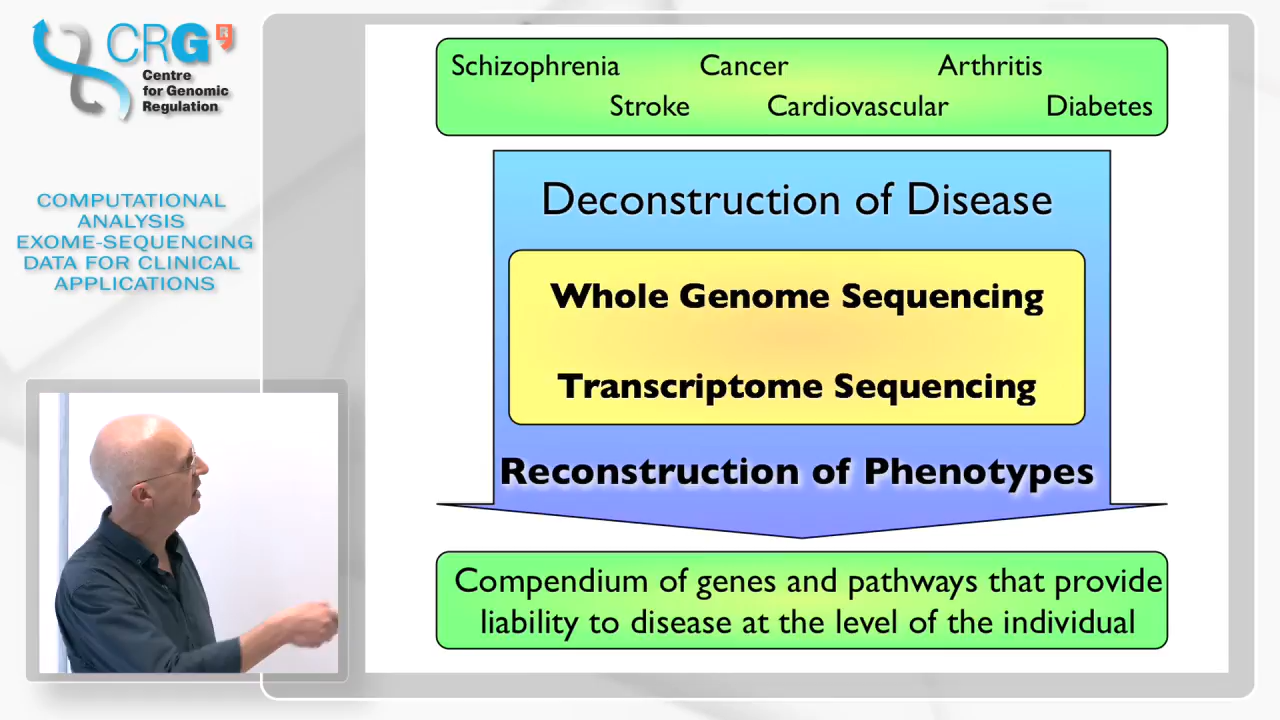 CRG
R
Centre
for Genomic
Regulation
COMPUTATIONAL
ANALYSIS
EXOME-SEQUENCING
DATA FOR CLINICAL
APPLICATIONS
Schizophrenia Cancer Arthritis
Stroke Cardiovascular Diabetes
Deconstruction of Disease
Whole Genome Sequencing
Transcriptome Sequencing
Reconstruction of Phenotypes
Compendium of genes and pathways that provide
liability to disease at the level of the individual